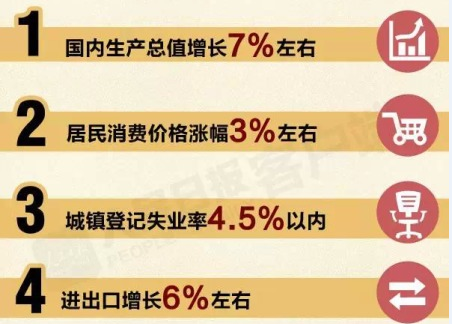 1 国内生产总值增长7%左右
2 居民消费价格涨幅3%左右
3 城镇登记失业率4.5%以内
4 进出口增长6%左右